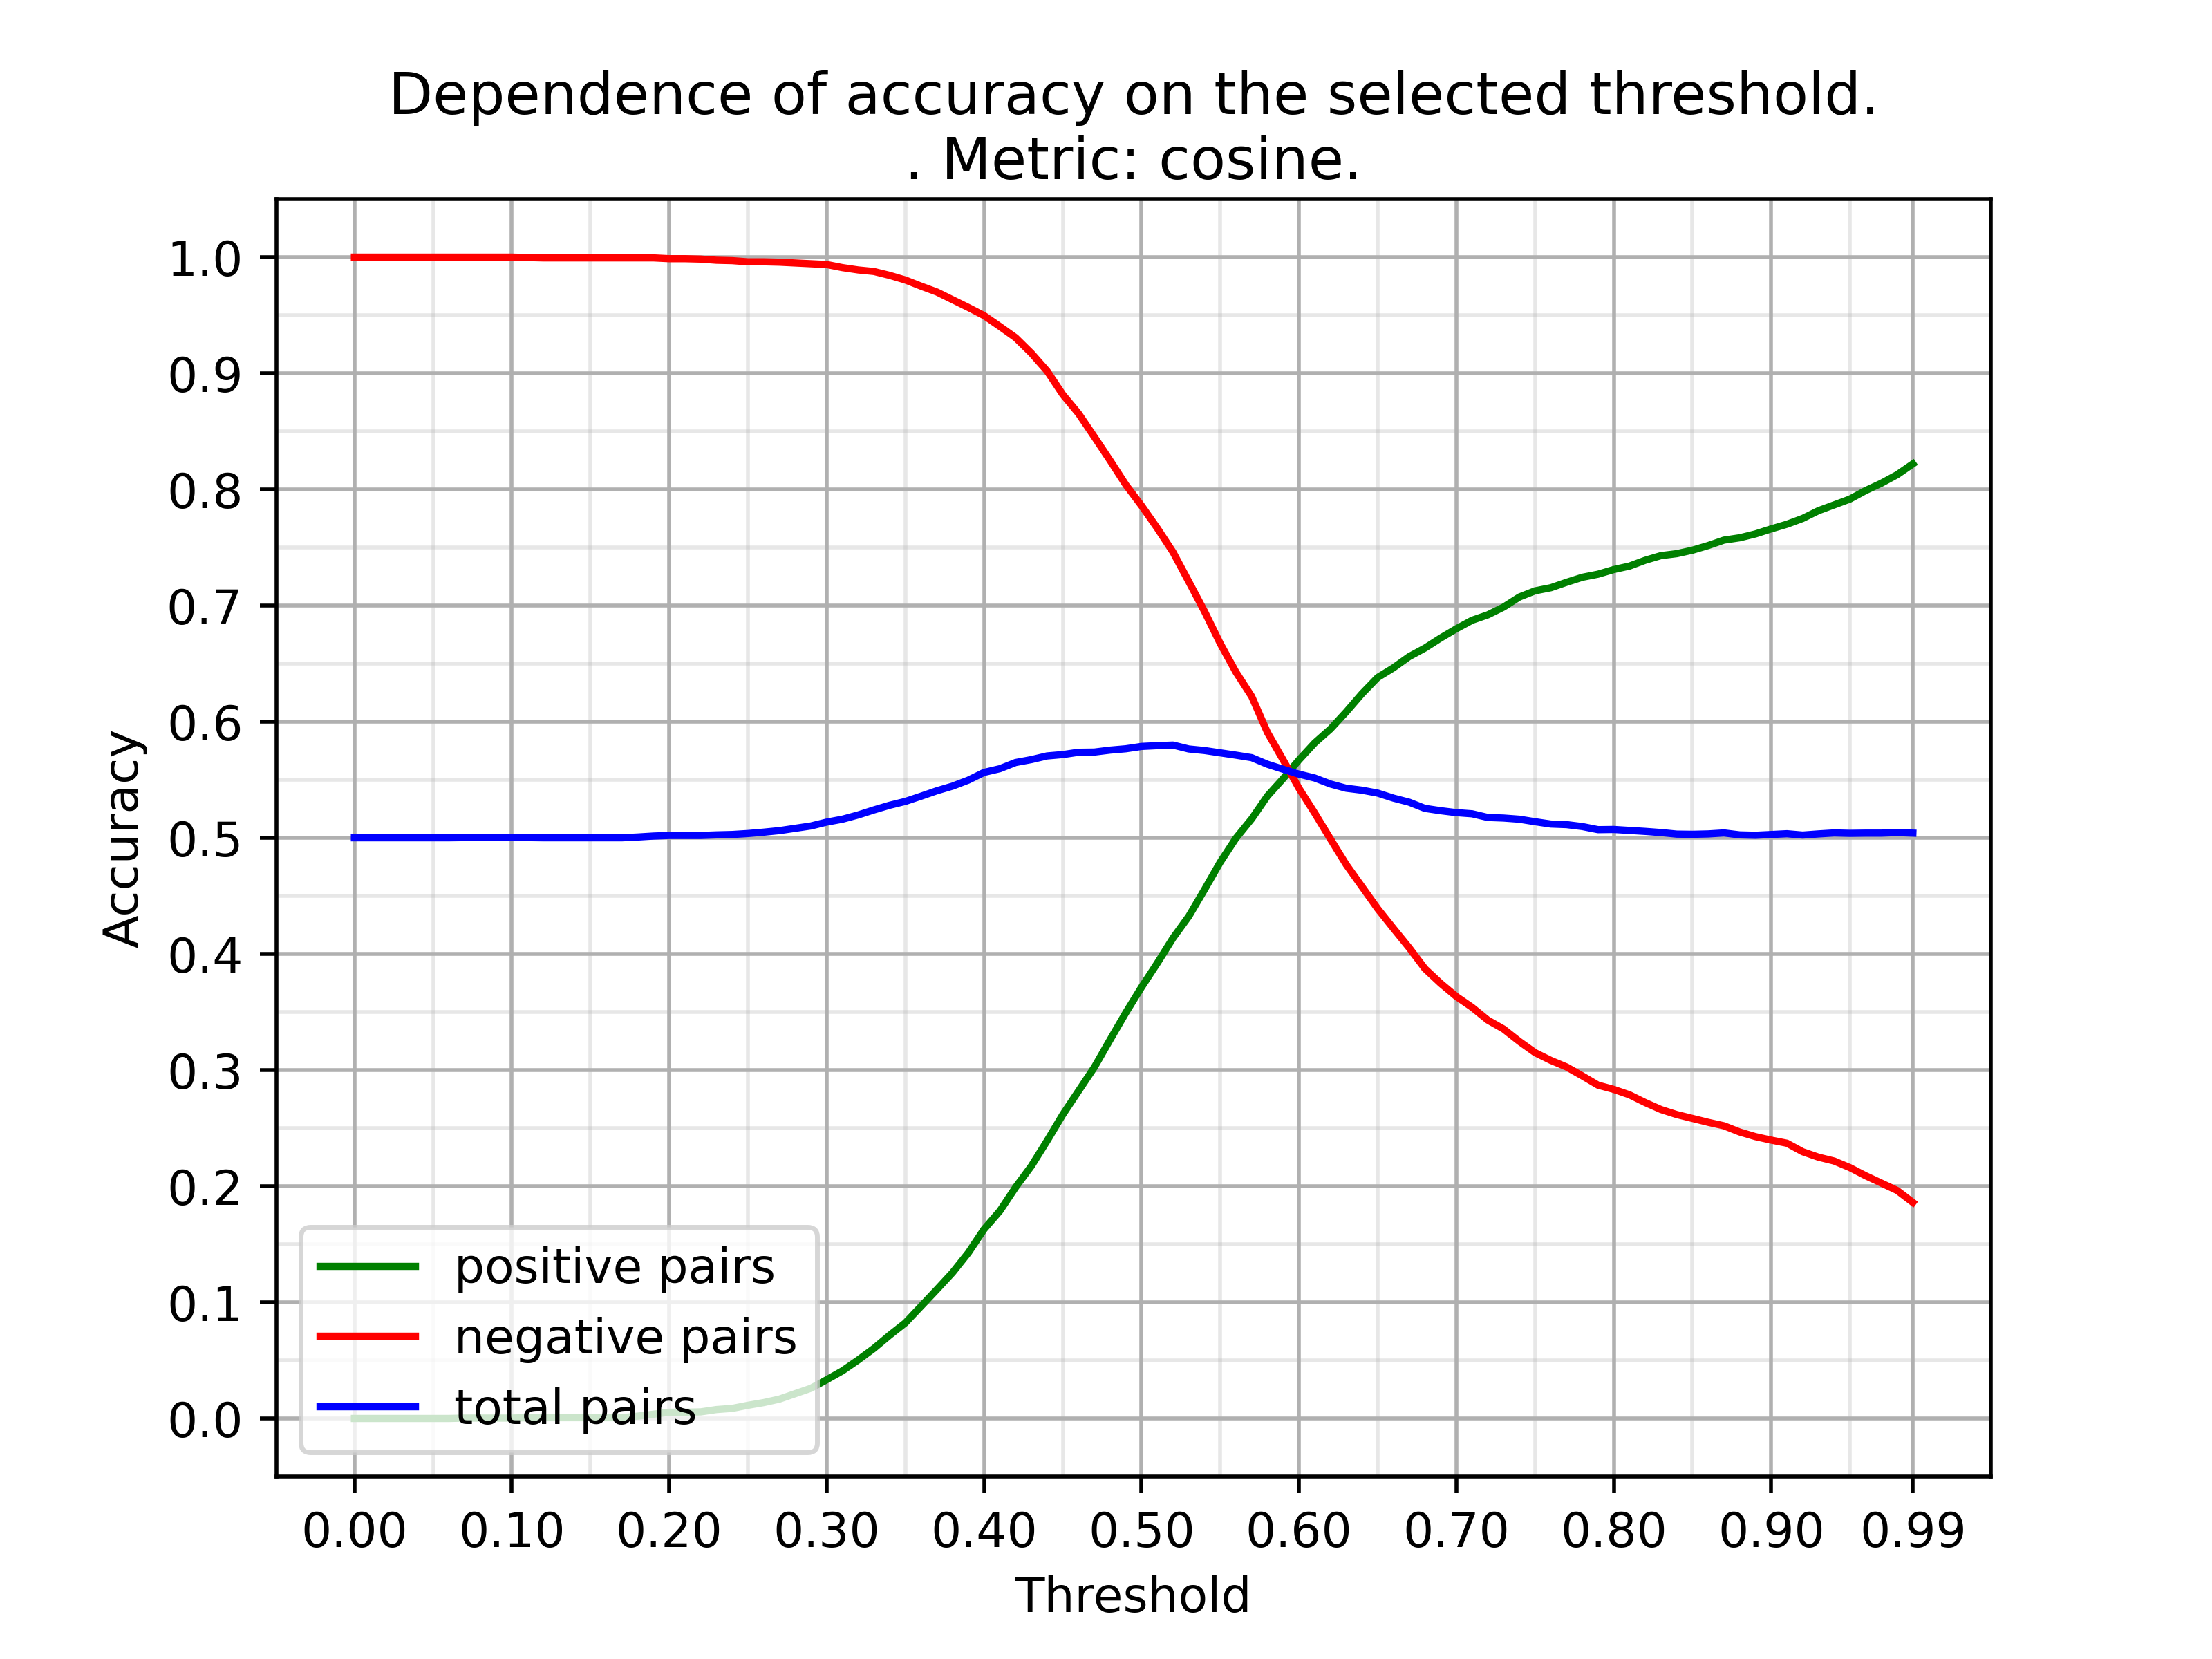 Dependence of accuracy on the selected threshold.
. Metric: cosine.
Accuracy
1.0
0.9
0.8
0.7
0.6
0.5
0.4
0.3
0.2
0.1
0.0
positive pairs
negative pairs
total pairs
0.00 0.10 0.20 0.30 0.40 0.50 0.60 0.70 0.80 0.90 0.99
Threshold